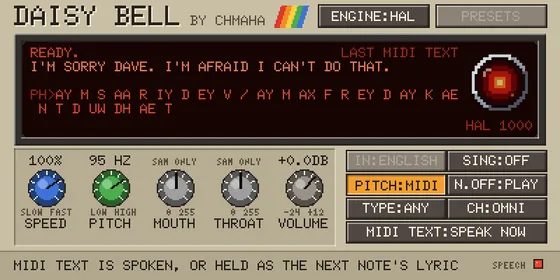 DAISY BELL BY CHMAHA ENGINE:HAL PRESETS
READY. LAST MIDI TEXT
I'M SORRY DAVE. I'M AFRAID I CAN'T DO THAT.
PH>AY M S AA R IY D EY V / AY M AX F R EY D AY K AE
N T D UW DH AE T
HAL 1000
100% 95 HZ SAM ONLY SAM ONLY +0.0DB
SLOW FAST LOW HIGH 0 255 0 255 -24 +12
SPEED PITCH MOUTH THROAT VOLUME
IN:ENGLISH SING:OFF
PITCH:MIDI N.OFF:PLAY
TYPE:ANY CH:OMNI
MIDI TEXT:SPEAK NOW
MIDI TEXT IS SPOKEN, OR HELD AS THE NEXT NOTE'S LYRIC SPEECH